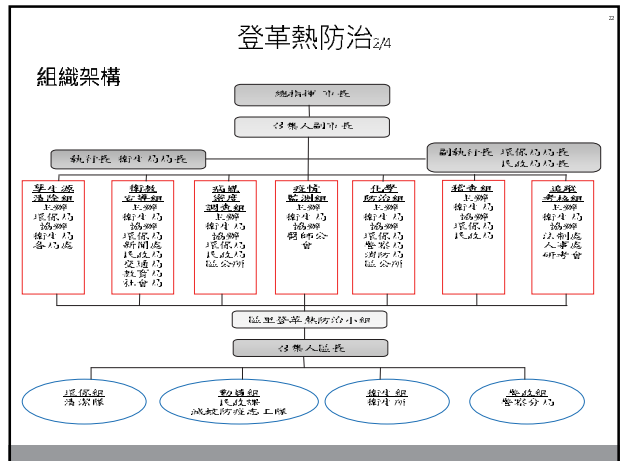 22
登革熱防治2/4
組織架構
總指揮 市長
召集人副市長
執行長 衛生局局長
副執行長 環保局局長
民政局局長
孳生源
清除組
主辦
環保局
協辦
衛生局
各局處
衛教
宣導組
主辦
衛生局
協辦
環保局
新聞處
民政局
交通局
教育局
社會局
病媒
密度
調查組
主辦
衛生局
協辦
環保局
民政局
區公所
疫情
監測組
主辦
衛生局
協辦
醫師公
會
化學
防治組
主辦
衛生局
協辦
環保局
警察局
消防局
區公所
稽查組
主辦
衛生局
協辦
環保局
民政局
追蹤
考核組
主辦
衛生局
協辦
法制處
人事處
研考會
區里登革熱防治小組
召集人區長
環保組
清潔隊
動員組
民政課
滅蚊防疫志工隊
衛生組
衛生所
警政組
警察分局